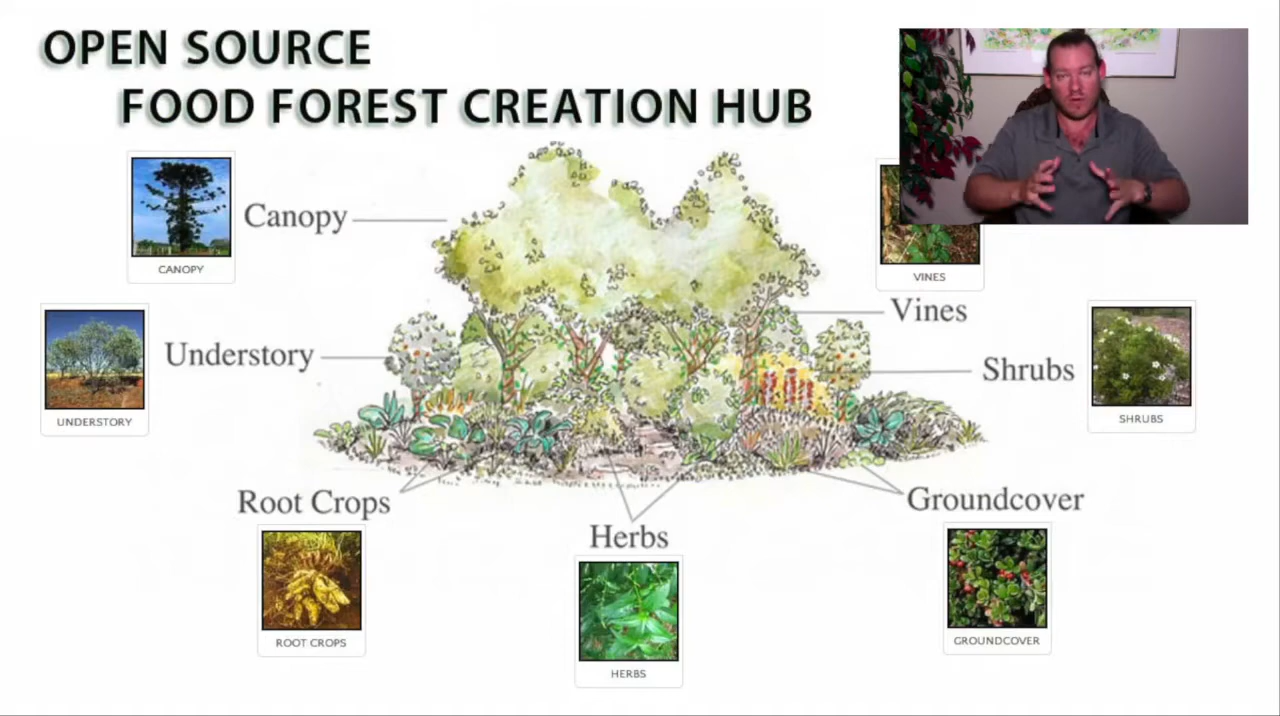 OPEN SOURCE
FOOD FOREST CREATION HUB
Canopy
CANOPY
VINES
Vines
Understory
UNDERSTORY
Shrubs
SHRUBS
Root Crops
ROOT CROPS
Herbs
HERBS
Groundcover
GROUNDCOVER